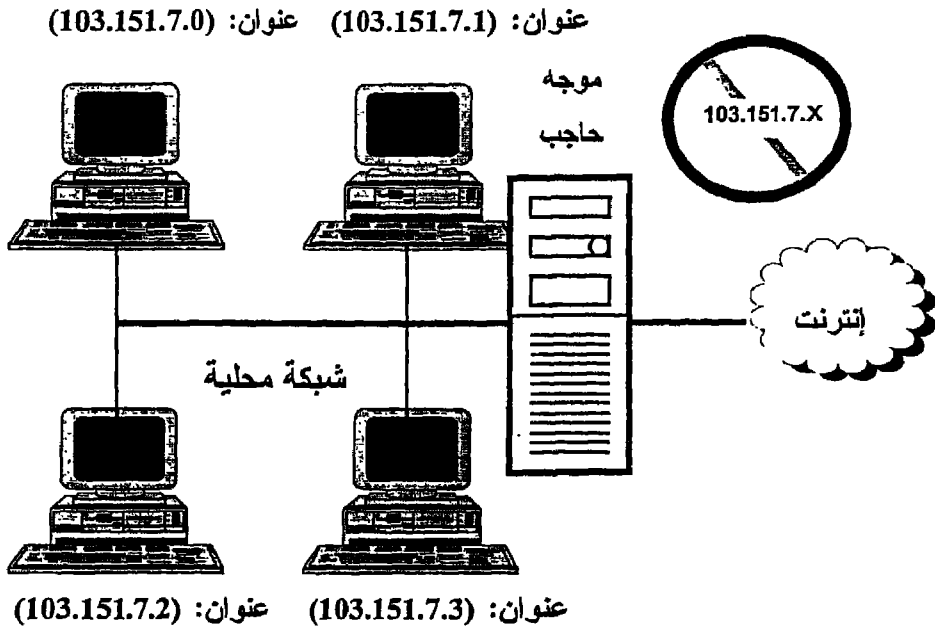 عنوان: (103.151.7.1) عنوان: (103.151.7.0)
موجه
حاجب
103.151.7.X
إنترنت
شبكة محلية
عنوان: (103.151.7.3) عنوان: (103.151.7.2)